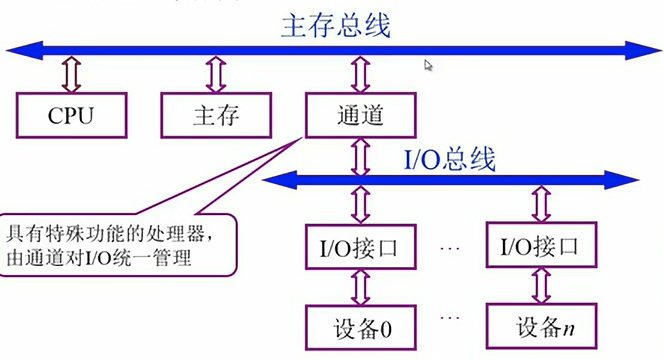 主存总线
CPU
主存
通道
I/O总线
具有特殊功能的处理器，
由通道对I/O统一管理
I/O接口
...
I/O接口
设备0
...
设备n